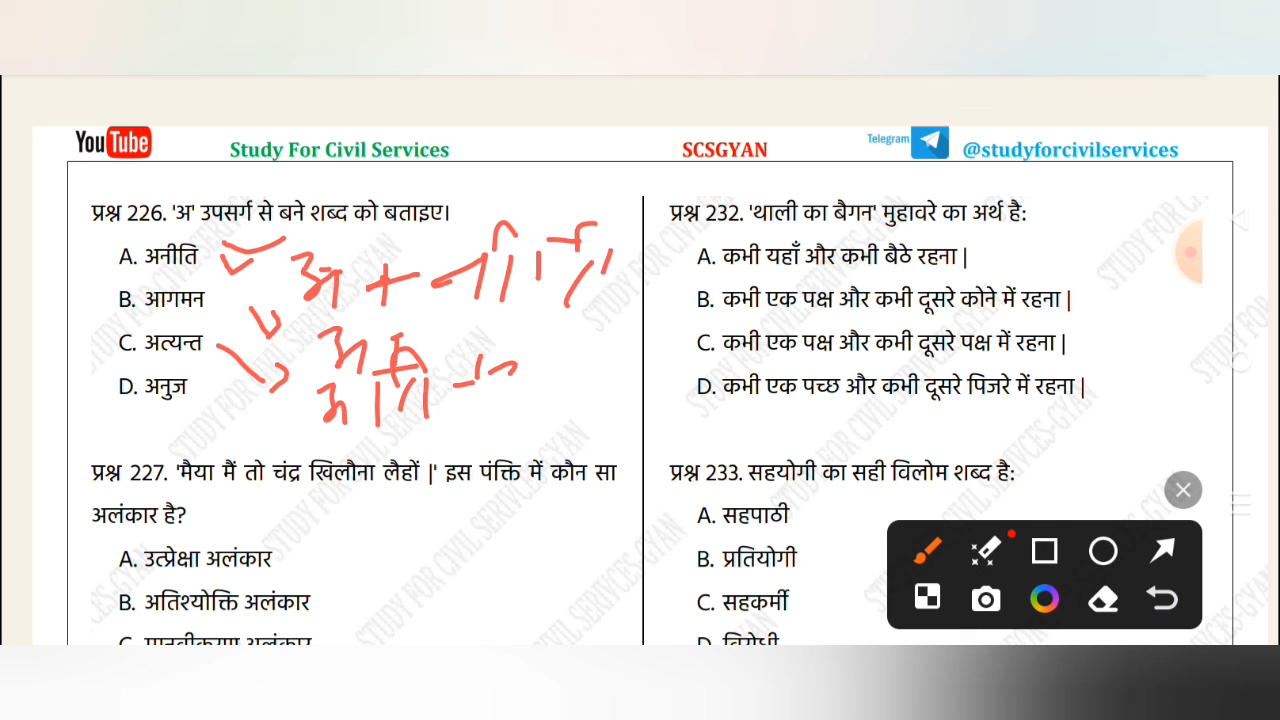 YouTube
Study For Civil Services
SCSGYAN
Telegram
@studyforcivilservices
प्रश्न 226. 'अ' उपसर्ग से बने शब्द को बताइए।
A. अनीति
B. आगमन
C. अत्यन्त
D. अनुज
प्रश्न 227. 'मैया मैं तो चंद्र खिलौना लैहों |' इस पंक्ति में कौन सा
अलंकार है?
A. उत्प्रेक्षा अलंकार
B. अतिश्योक्ति अलंकार
C. मानवीकरण अलंकार
प्रश्न 232. 'थाली का बैगन' मुहावरे का अर्थ है:
A. कभी यहाँ और कभी बैठे रहना |
B. कभी एक पक्ष और कभी दूसरे कोने में रहना |
C. कभी एक पक्ष और कभी दूसरे पक्ष में रहना |
D. कभी एक पच्छ और कभी दूसरे पिजरे में रहना |
प्रश्न 233. सहयोगी का सही विलोम शब्द है:
A. सहपाठी
B. प्रतियोगी
C. सहकर्मी
D. विरोधी